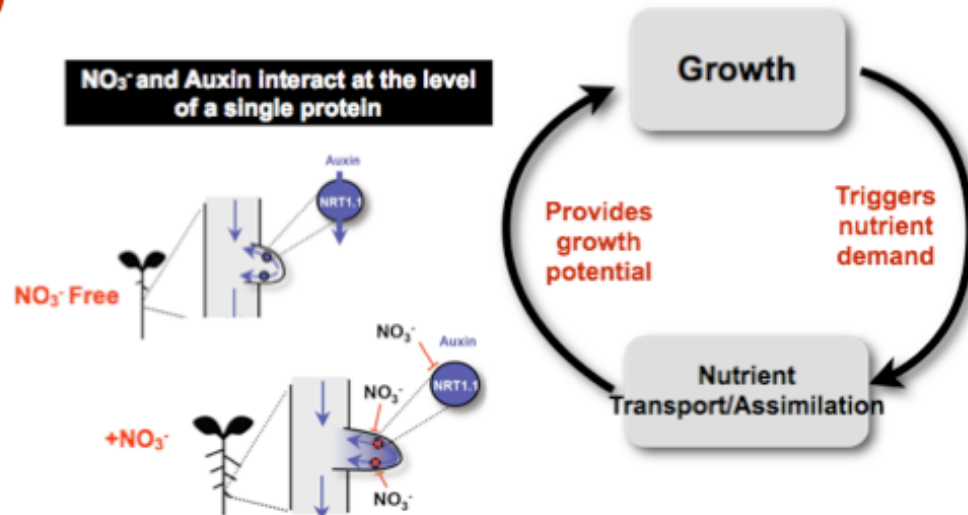 NO₃⁻ and Auxin interact at the level
of a single protein
Auxin
NRT1.1
NO₃⁻ Free
NO₃⁻
Auxin
NRT1.1
NO₃⁻
+NO₃⁻
NO₃⁻
Growth
Provides
growth
potential
Triggers
nutrient
demand
Nutrient
Transport/Assimilation